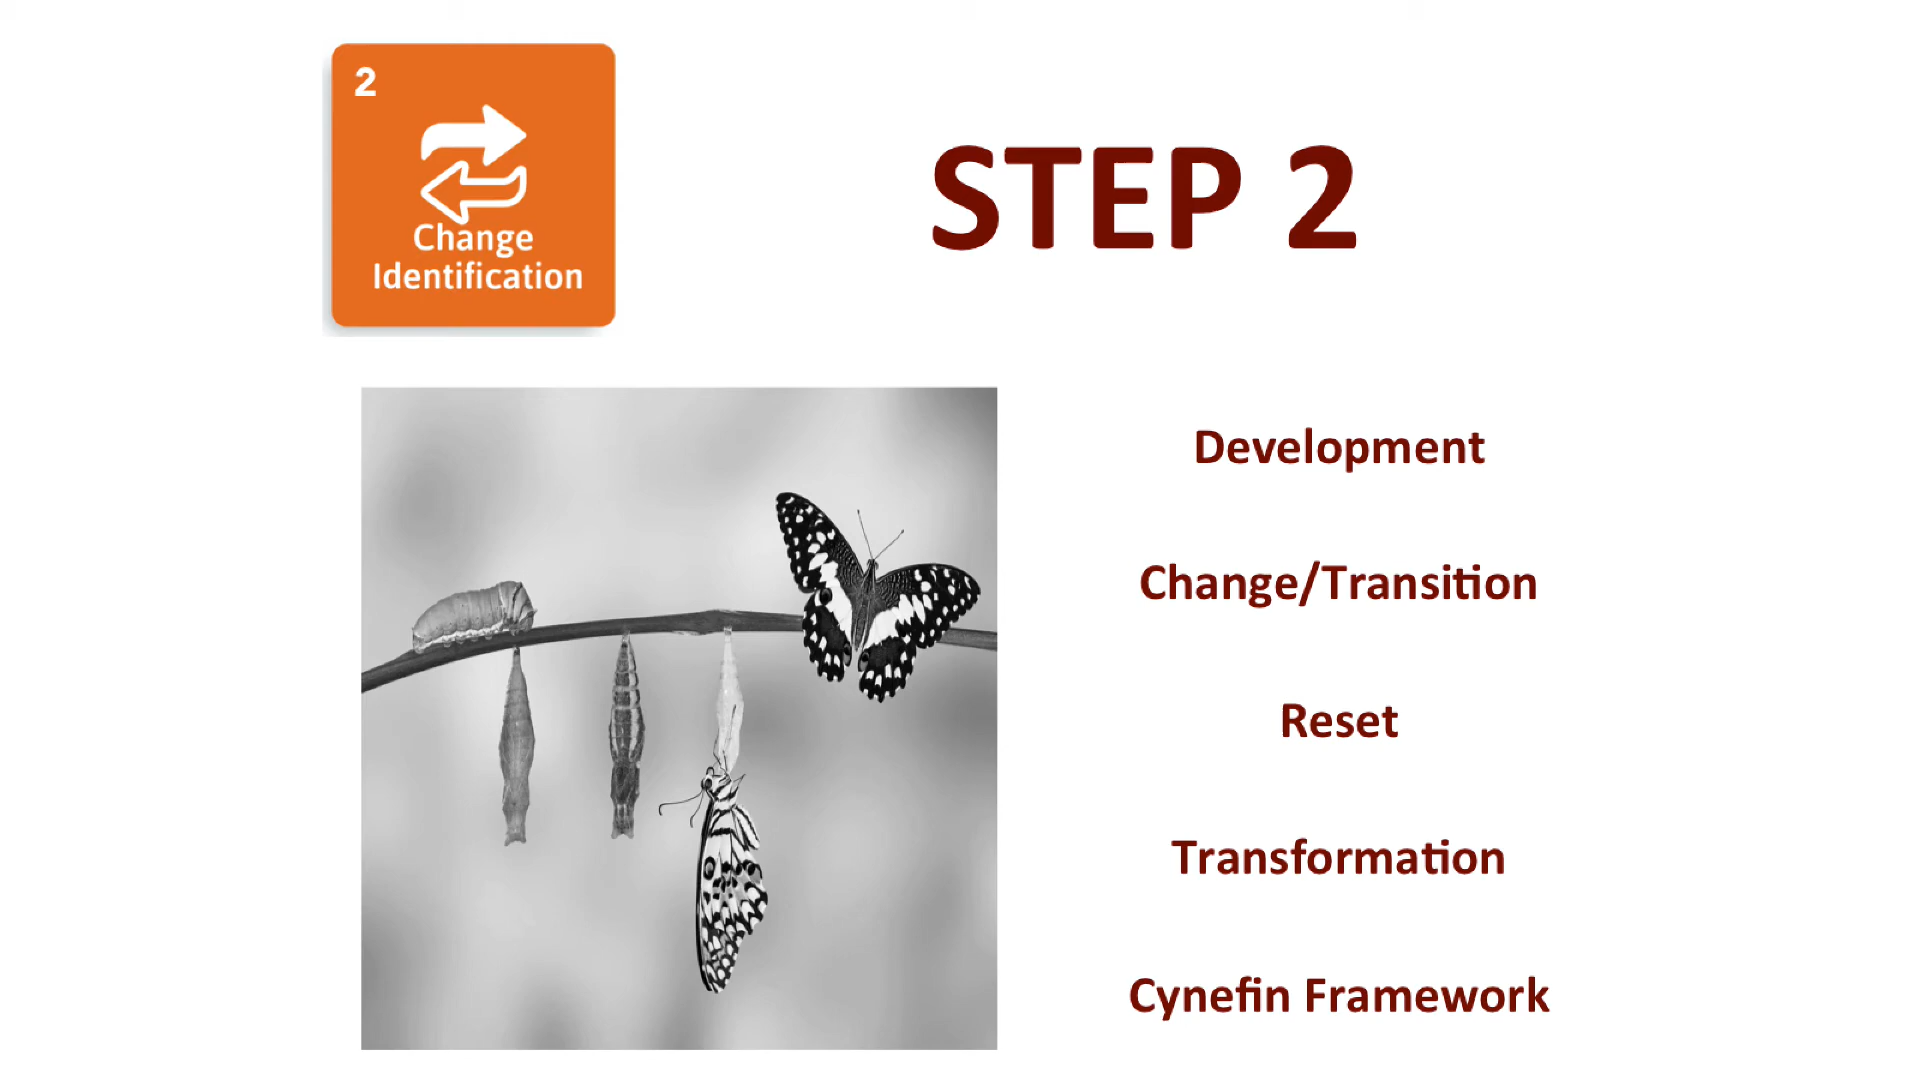 2
Change
Identification
STEP 2
Development
Change/Transition
Reset
Transformation
Cynefin Framework